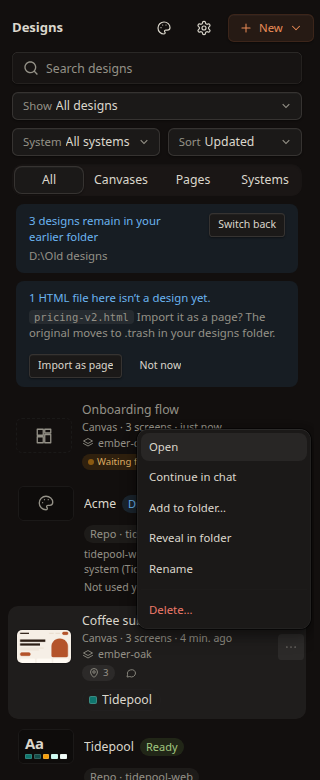 Designs
New
Search designs
Show All designs
System All systems
Sort Updated
All
Canvases
Pages
Systems
3 designs remain in your
earlier folder
Switch back
D:\Old designs
1 HTML file here isn't a design yet.
pricing-v2.html Import it as a page? The
original moves to .trash in your designs folder.
Import as page
Not now
Onboarding flow
Canvas · 3 screens · just now
Waiting
Open
Continue in chat
Add to folder...
Reveal in folder
Rename
Delete...
Acme
Repo ·
Not used
Coffee
Canvas · 3 screens · 4 min. ago
ember-oak
3
Tidepool
Aa
Tidepool
Ready
Repo · tidepool-web